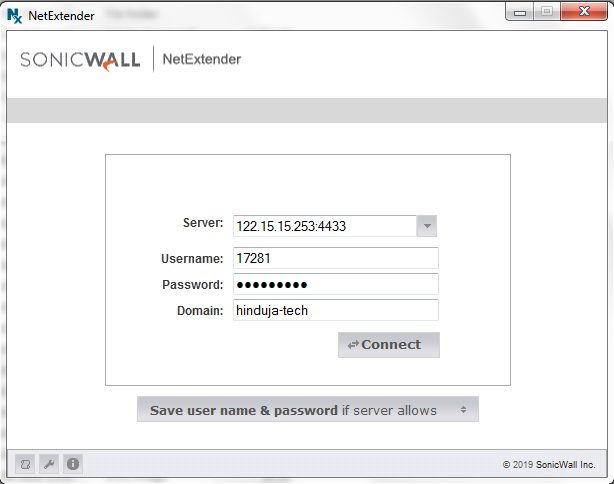 NetExtender
SONICWALL NetExtender
Server: 122.15.15.253:4433
Username: 17281
Password: ●●●●●●●●●
Domain: hinduja-tech
Connect
Save user name & password if server allows
© 2019 SonicWall Inc.